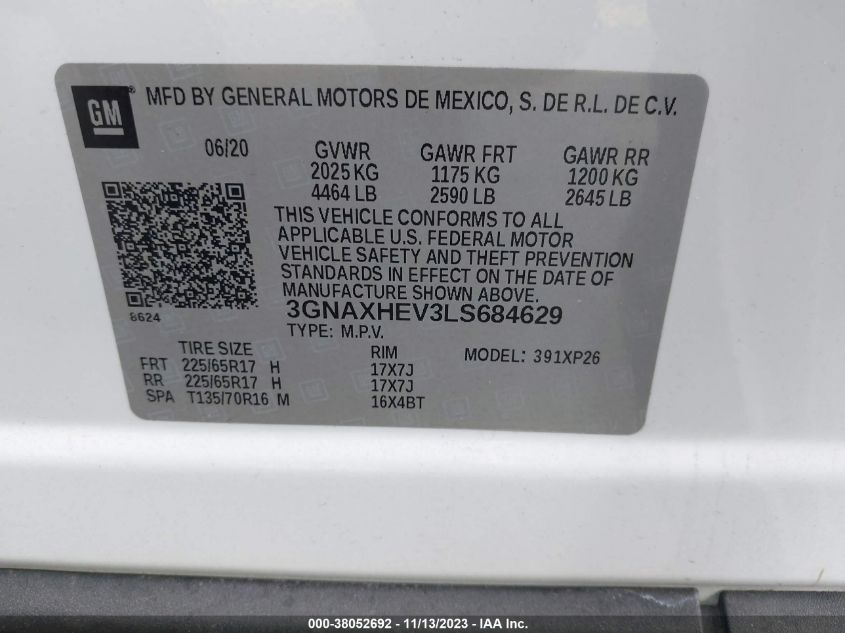 GM® MFD BY GENERAL MOTORS DE MEXICO, S. DE R.L. DE C.V.
06/20 GVWR GAWR FRT GAWR RR
2025 KG 1175 KG 1200 KG
4464 LB 2590 LB 2645 LB
THIS VEHICLE CONFORMS TO ALL
APPLICABLE U.S. FEDERAL MOTOR
VEHICLE SAFETY AND THEFT PREVENTION
STANDARDS IN EFFECT ON THE DATE OF
MANUFACTURE SHOWN ABOVE.
8624 3GNAXHEV3LS684629
TYPE: M.P.V.
TIRE SIZE RIM MODEL: 391XP26
FRT 225/65R17 H 17X7J
RR 225/65R17 H 17X7J
SPA T135/70R16 M 16X4BT
000-38052692 - 11/13/2023 - IAA Inc.